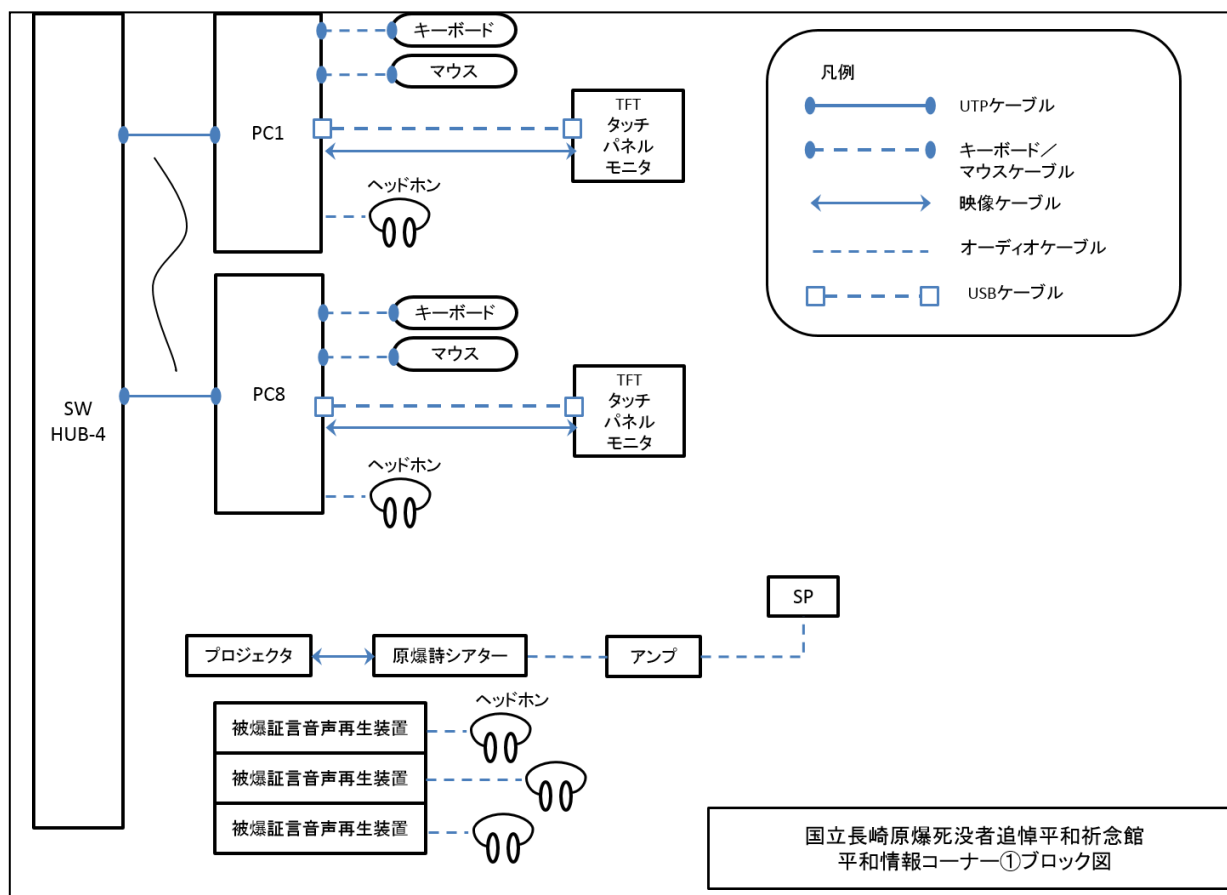 キーボード
マウス
PC1
TFT
タッチ
パネル
モニタ
ヘッドホン
凡例
UTPケーブル
キーボード／
マウスケーブル
映像ケーブル
オーディオケーブル
USBケーブル
SW
HUB-4
キーボード
マウス
PC8
TFT
タッチ
パネル
モニタ
ヘッドホン
SP
プロジェクタ
原爆詩シアター
アンプ
ヘッドホン
被爆証言音声再生装置
被爆証言音声再生装置
被爆証言音声再生装置
国立長崎原爆死没者追悼平和祈念館
平和情報コーナー①ブロック図